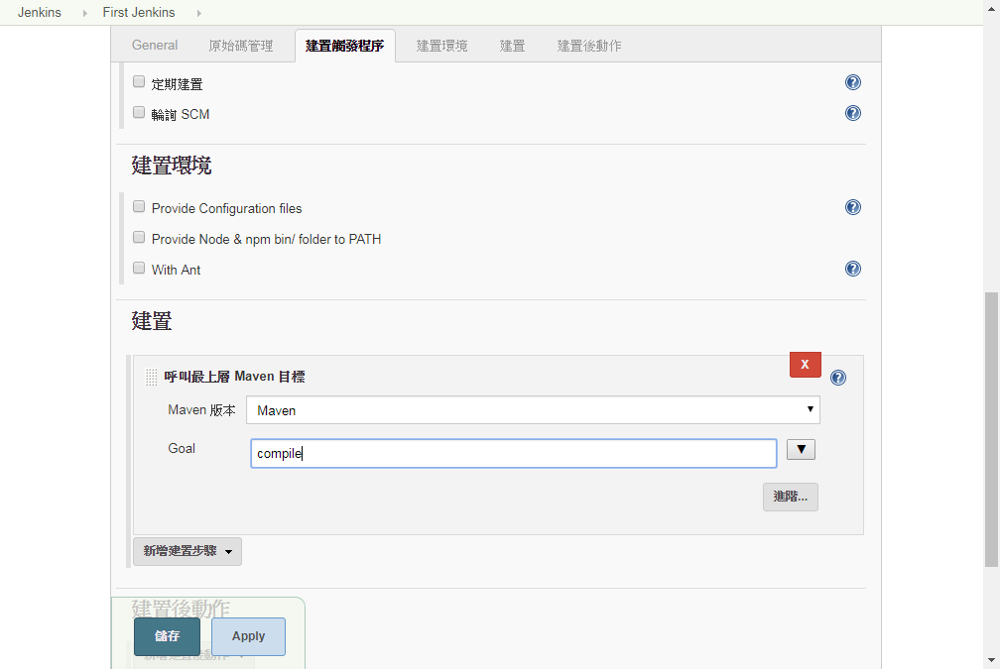 Jenkins First Jenkins
General 原始碼管理 建置觸發程序 建置環境 建置 建置後動作
定期建置
輪詢 SCM
建置環境
Provide Configuration files
Provide Node & npm bin/ folder to PATH
With Ant
建置
X
呼叫最上層 Maven 目標
Maven 版本 Maven
Goal compile
進階...
新增建置步驟
建置後動作
儲存 Apply
新增建置後動作